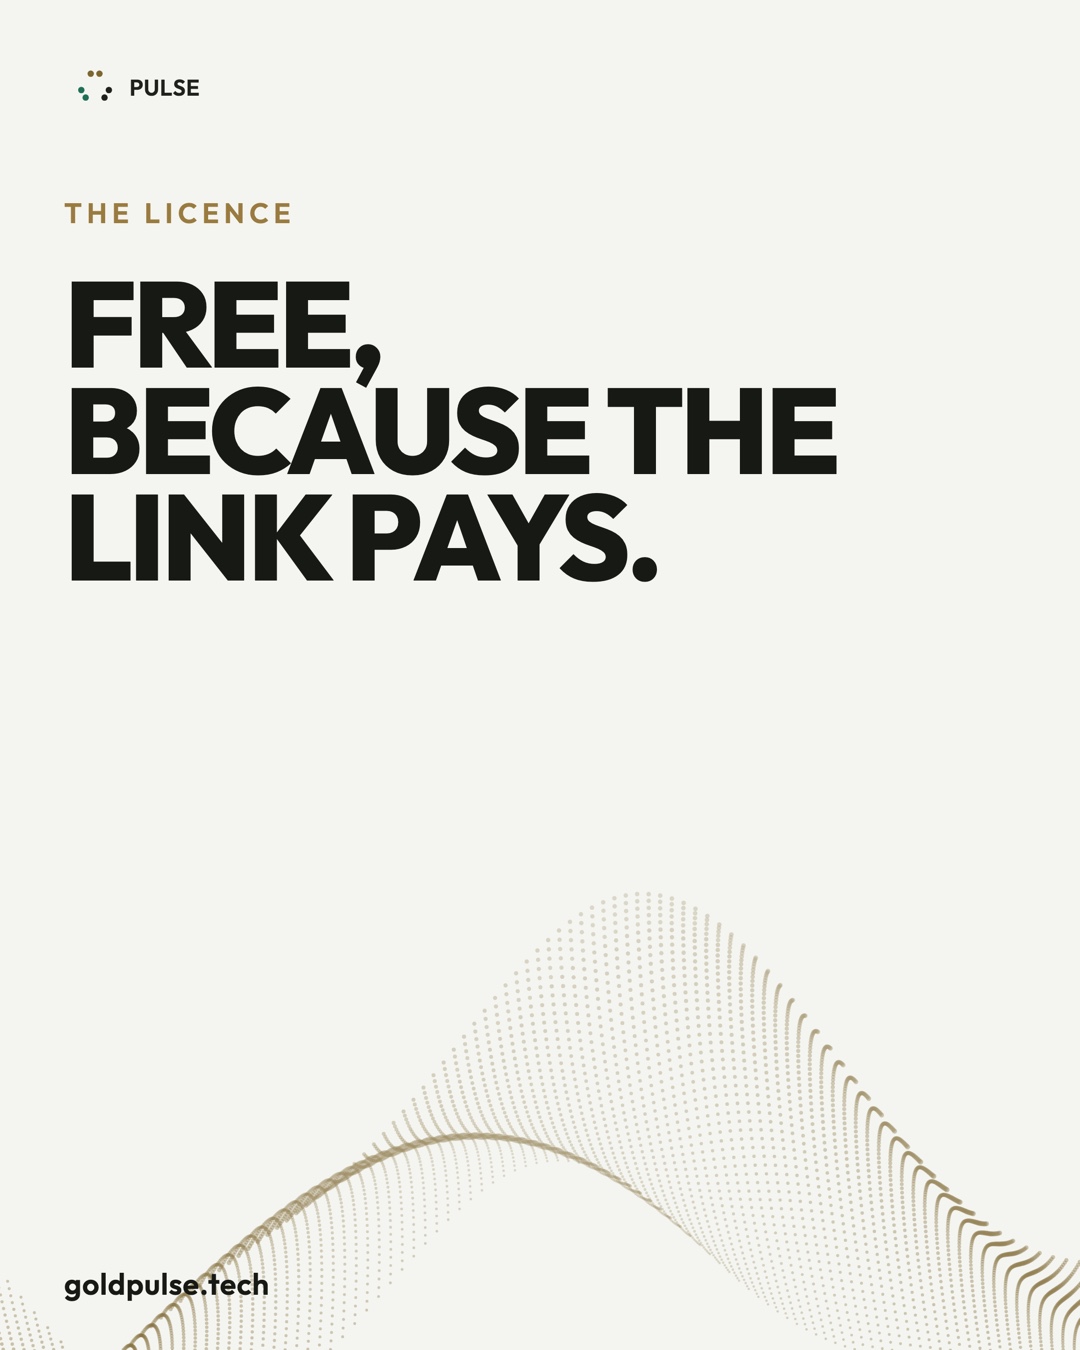 PULSE
THE LICENCE
FREE,
BECAUSE THE
LINK PAYS.
goldpulse.tech